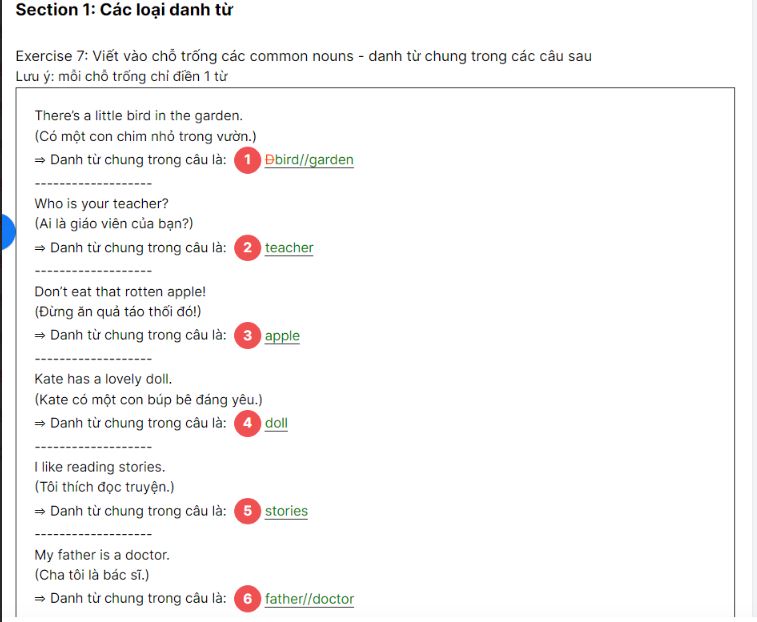 Section 1: Các loại danh từ
Exercise 7: Viết vào chỗ trống các common nouns - danh từ chung trong các câu sau
Lưu ý: mỗi chỗ trống chỉ điền 1 từ
There's a little bird in the garden.
(Có một con chim nhỏ trong vườn.)
⇒ Danh từ chung trong câu là: 1 Đbird//garden
-------------------
Who is your teacher?
(Ai là giáo viên của bạn?)
⇒ Danh từ chung trong câu là: 2 teacher
-------------------
Don't eat that rotten apple!
(Đừng ăn quả táo thối đó!)
⇒ Danh từ chung trong câu là: 3 apple
-------------------
Kate has a lovely doll.
(Kate có một con búp bê đáng yêu.)
⇒ Danh từ chung trong câu là: 4 doll
-------------------
I like reading stories.
(Tôi thích đọc truyện.)
⇒ Danh từ chung trong câu là: 5 stories
-------------------
My father is a doctor.
(Cha tôi là bác sĩ.)
⇒ Danh từ chung trong câu là: 6 father//doctor